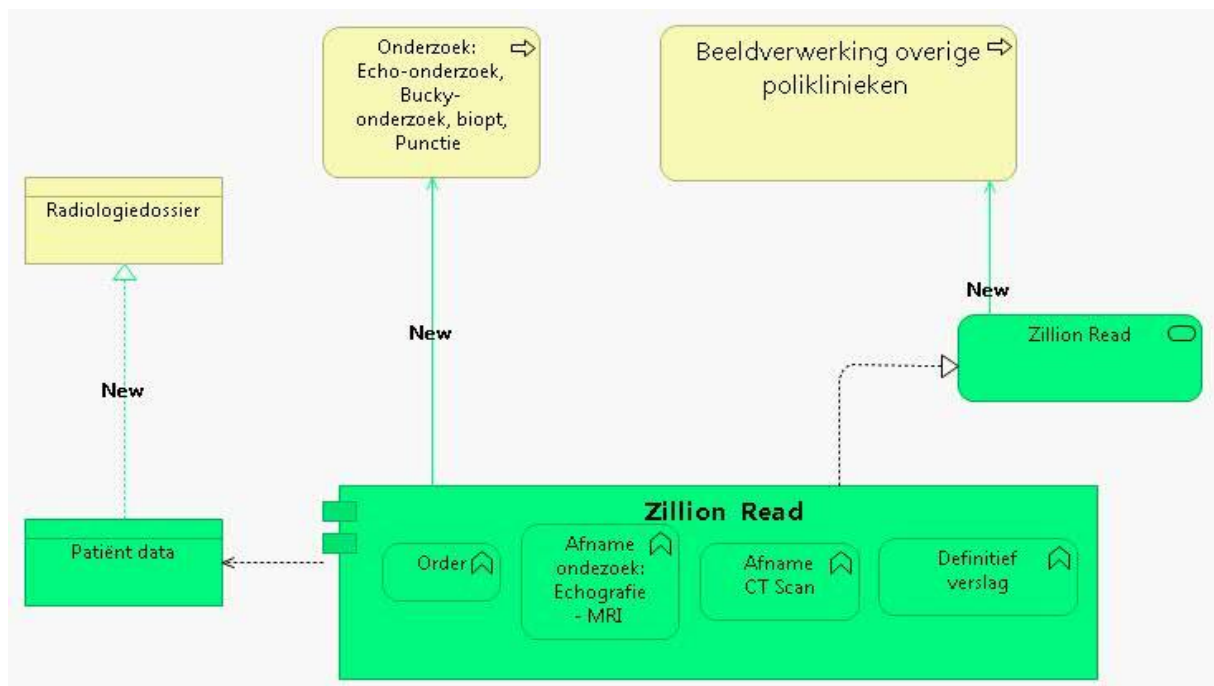 Onderzoek:
Echo-onderzoek,
Bucky-
onderzoek, biopt,
Punctie
Beeldverwerking overige
poliklinieken
Radiologiedossier
New
New
New
Zillion Read
Patiënt data
Zillion Read
Order
Afname
ondezoek:
Echografie
- MRI
Afname
CT Scan
Definitief
verslag